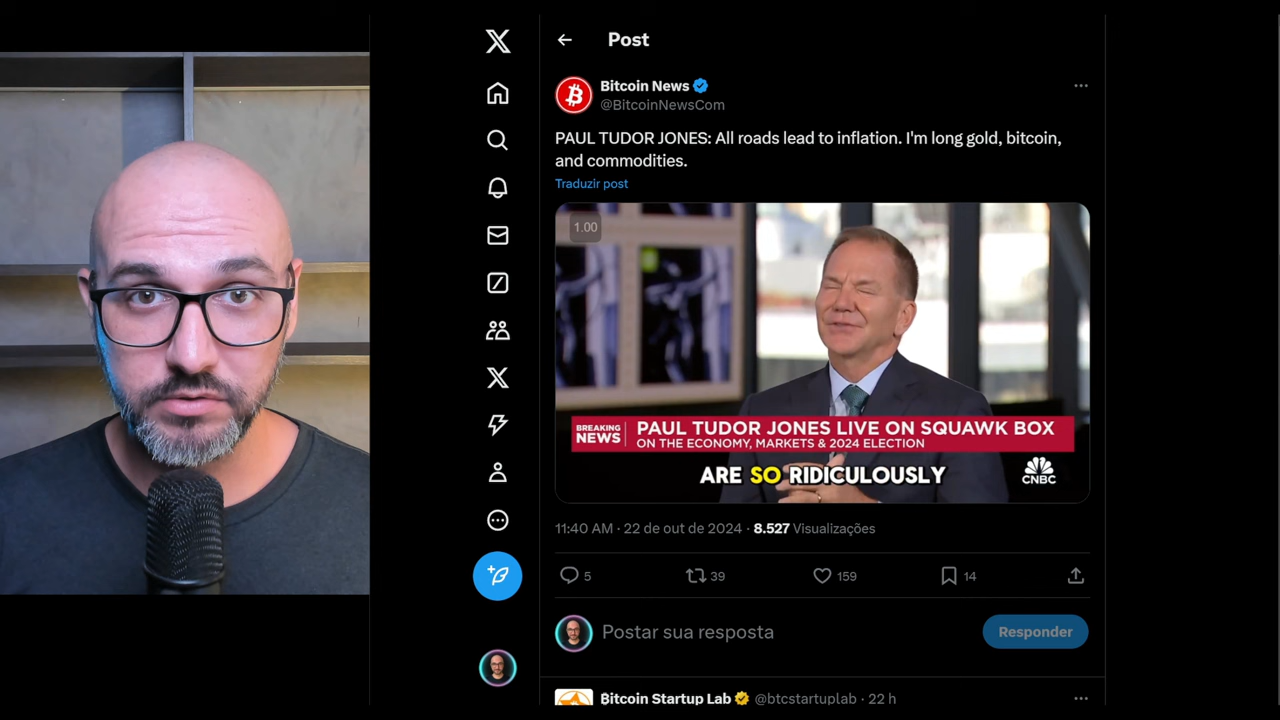 Post
Bitcoin News
@BitcoinNewsCom
PAUL TUDOR JONES: All roads lead to inflation. I'm long gold, bitcoin,
and commodities.
Traduzir post
1.00
BREAKING
NEWS
PAUL TUDOR JONES LIVE ON SQUAWK BOX
ON THE ECONOMY, MARKETS & 2024 ELECTION
ARE SO RIDICULOUSLY
CNBC
11:40 AM · 22 de out de 2024 · 8.527 Visualizações
5
39
159
14
Postar sua resposta
Responder
₿itcoin Startup Lab @btcstartuplab · 22 h